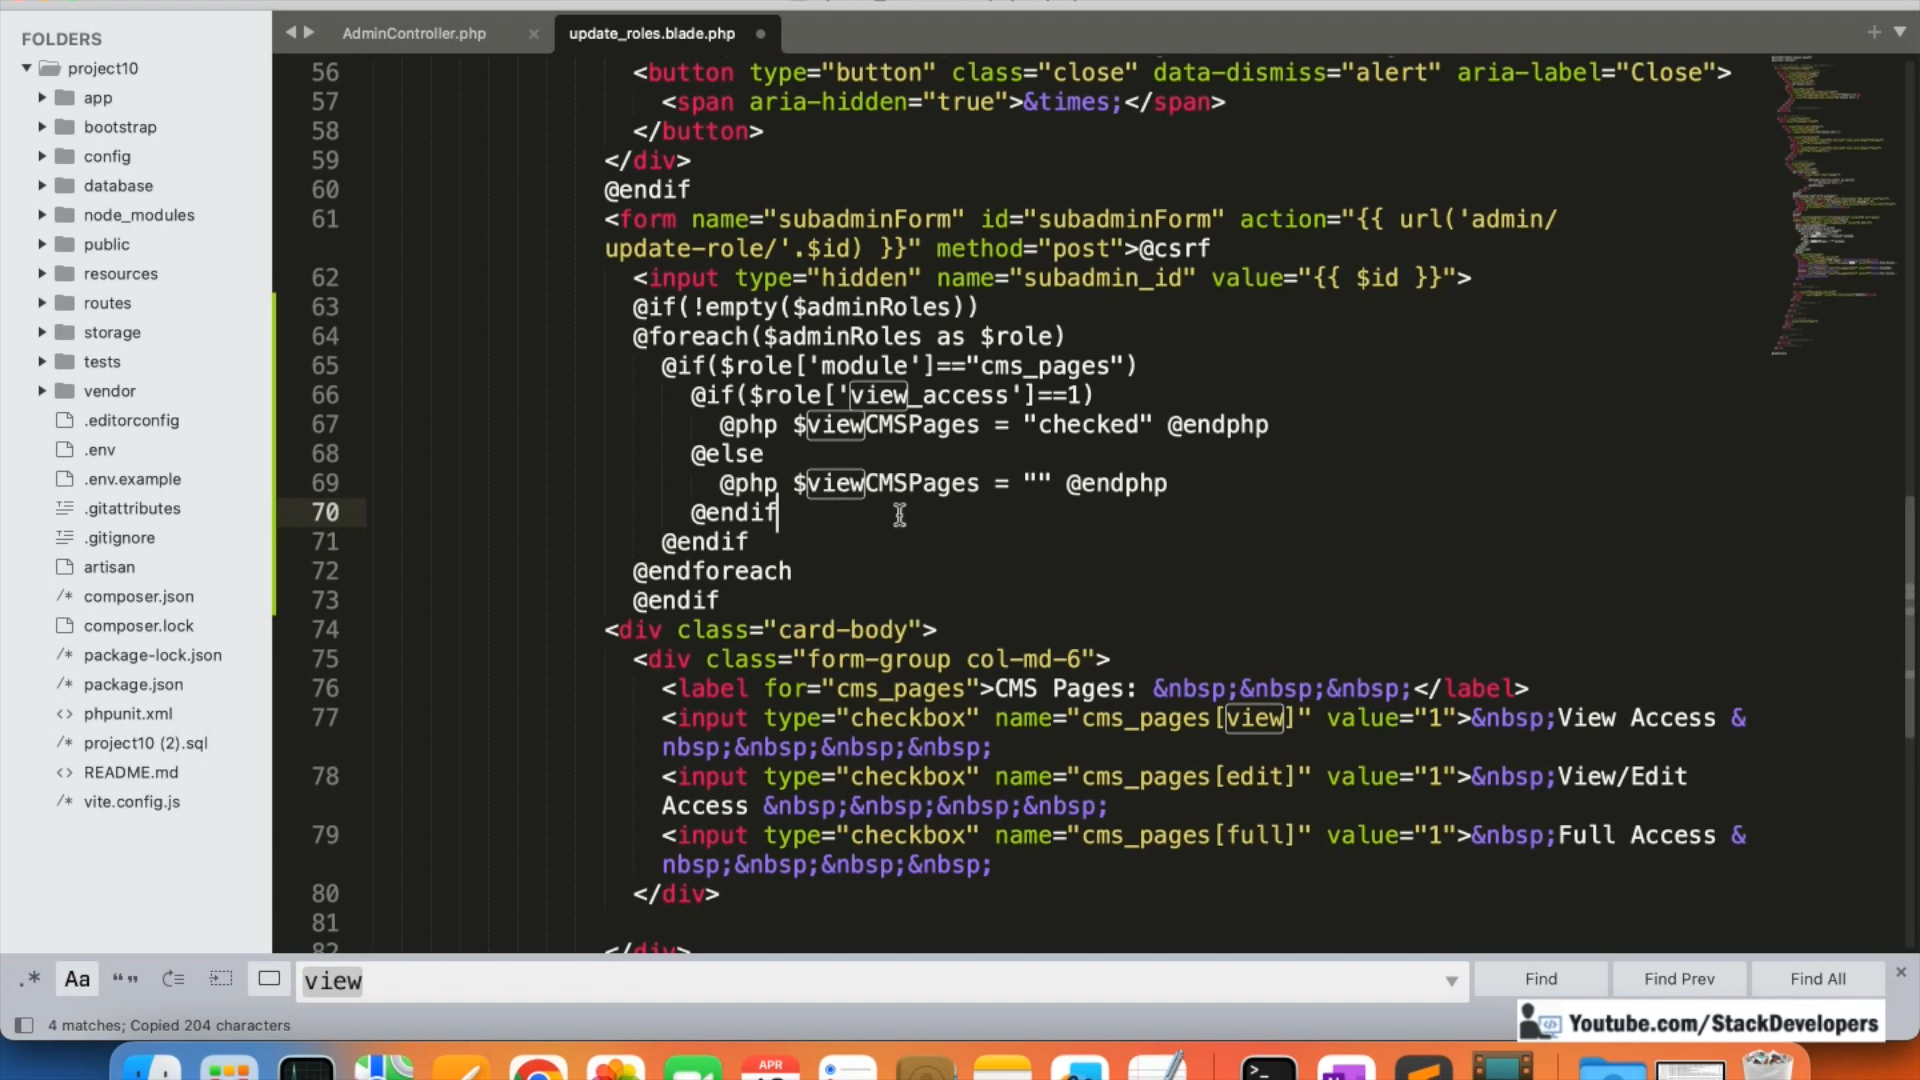 FOLDERS
project10
app
bootstrap
config
database
node_modules
public
resources
routes
storage
tests
vendor
.editorconfig
.env
.env.example
.gitattributes
.gitignore
artisan
composer.json
composer.lock
package-lock.json
package.json
phpunit.xml
project10 (2).sql
README.md
vite.config.js
AdminController.php
update_roles.blade.php
56 <button type="button" class="close" data-dismiss="alert" aria-label="Close">
57 <span aria-hidden="true">&times;</span>
58 </button>
59 </div>
60 @endif
61 <form name="subadminForm" id="subadminForm" action="{{ url('admin/
update-role/'.$id) }}" method="post">@csrf
62 <input type="hidden" name="subadmin_id" value="{{ $id }}">
63 @if(!empty($adminRoles))
64 @foreach($adminRoles as $role)
65 @if($role['module']=="cms_pages")
66 @if($role['view_access']==1)
67 @php $viewCMSPages = "checked" @endphp
68 @else
69 @php $viewCMSPages = "" @endphp
70 @endif
71 @endif
72 @endforeach
73 @endif
74 <div class="card-body">
75 <div class="form-group col-md-6">
76 <label for="cms_pages">CMS Pages: &nbsp;&nbsp;&nbsp;</label>
77 <input type="checkbox" name="cms_pages[view]" value="1">&nbsp;View Access &
nbsp;&nbsp;&nbsp;&nbsp;
78 <input type="checkbox" name="cms_pages[edit]" value="1">&nbsp;View/Edit
Access &nbsp;&nbsp;&nbsp;&nbsp;
79 <input type="checkbox" name="cms_pages[full]" value="1">&nbsp;Full Access &
nbsp;&nbsp;&nbsp;&nbsp;
80 </div>
81
82 </div>
view
Find
Find Prev
Find All
4 matches; Copied 204 characters
Youtube.com/StackDevelopers
APR